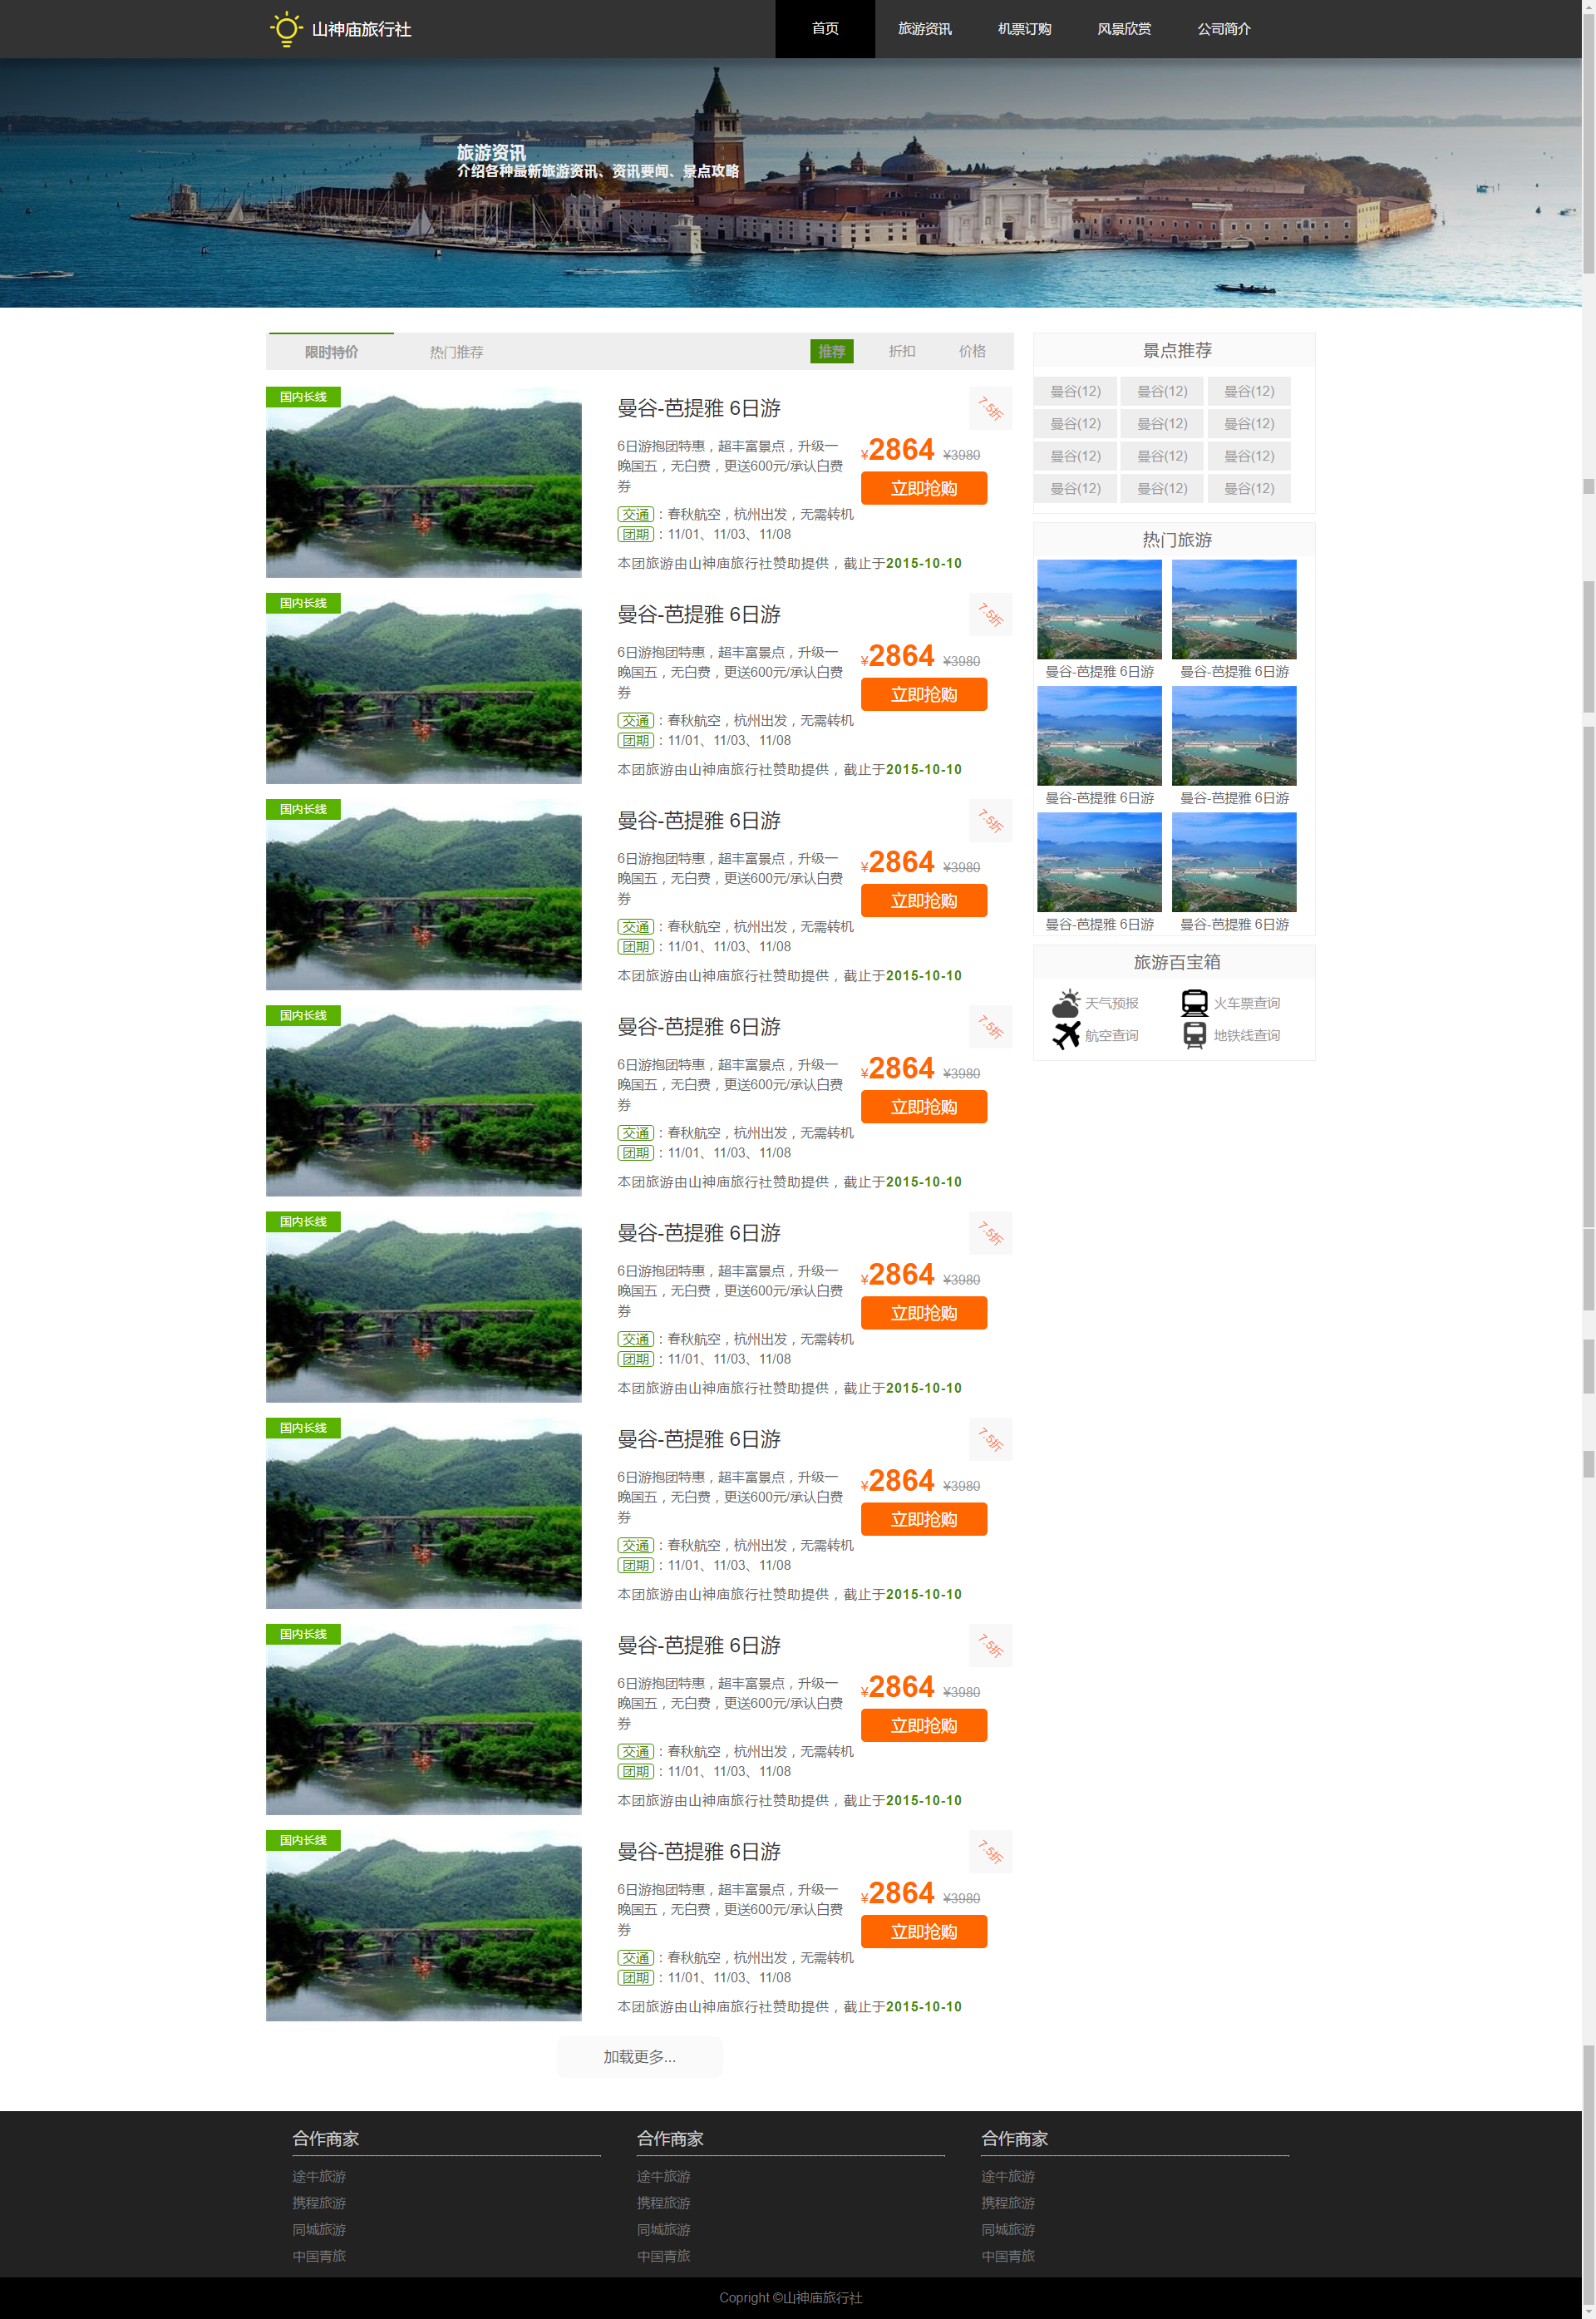 山神庙旅行社
首页 旅游资讯 机票订购 风景欣赏 公司简介
旅游资讯
介绍各种最新旅游资讯、资讯要闻、景点攻略
限时特价 热门推荐 推荐 折扣 价格
国内长线
曼谷-芭提雅 6日游
7.5折
6日游抱团特惠，超丰富景点，升级一
晚国五，无白费，更送600元/承认白费
券
¥2864 ¥3980
立即抢购
交通：春秋航空，杭州出发，无需转机
团期：11/01、11/03、11/08
本团旅游由山神庙旅行社赞助提供，截止于2015-10-10
国内长线
曼谷-芭提雅 6日游
7.5折
6日游抱团特惠，超丰富景点，升级一
晚国五，无白费，更送600元/承认白费
券
¥2864 ¥3980
立即抢购
交通：春秋航空，杭州出发，无需转机
团期：11/01、11/03、11/08
本团旅游由山神庙旅行社赞助提供，截止于2015-10-10
国内长线
曼谷-芭提雅 6日游
7.5折
6日游抱团特惠，超丰富景点，升级一
晚国五，无白费，更送600元/承认白费
券
¥2864 ¥3980
立即抢购
交通：春秋航空，杭州出发，无需转机
团期：11/01、11/03、11/08
本团旅游由山神庙旅行社赞助提供，截止于2015-10-10
国内长线
曼谷-芭提雅 6日游
7.5折
6日游抱团特惠，超丰富景点，升级一
晚国五，无白费，更送600元/承认白费
券
¥2864 ¥3980
立即抢购
交通：春秋航空，杭州出发，无需转机
团期：11/01、11/03、11/08
本团旅游由山神庙旅行社赞助提供，截止于2015-10-10
国内长线
曼谷-芭提雅 6日游
7.5折
6日游抱团特惠，超丰富景点，升级一
晚国五，无白费，更送600元/承认白费
券
¥2864 ¥3980
立即抢购
交通：春秋航空，杭州出发，无需转机
团期：11/01、11/03、11/08
本团旅游由山神庙旅行社赞助提供，截止于2015-10-10
国内长线
曼谷-芭提雅 6日游
7.5折
6日游抱团特惠，超丰富景点，升级一
晚国五，无白费，更送600元/承认白费
券
¥2864 ¥3980
立即抢购
交通：春秋航空，杭州出发，无需转机
团期：11/01、11/03、11/08
本团旅游由山神庙旅行社赞助提供，截止于2015-10-10
国内长线
曼谷-芭提雅 6日游
7.5折
6日游抱团特惠，超丰富景点，升级一
晚国五，无白费，更送600元/承认白费
券
¥2864 ¥3980
立即抢购
交通：春秋航空，杭州出发，无需转机
团期：11/01、11/03、11/08
本团旅游由山神庙旅行社赞助提供，截止于2015-10-10
国内长线
曼谷-芭提雅 6日游
7.5折
6日游抱团特惠，超丰富景点，升级一
晚国五，无白费，更送600元/承认白费
券
¥2864 ¥3980
立即抢购
交通：春秋航空，杭州出发，无需转机
团期：11/01、11/03、11/08
本团旅游由山神庙旅行社赞助提供，截止于2015-10-10
加载更多...
景点推荐
曼谷(12) 曼谷(12) 曼谷(12)
曼谷(12) 曼谷(12) 曼谷(12)
曼谷(12) 曼谷(12) 曼谷(12)
曼谷(12) 曼谷(12) 曼谷(12)
热门旅游
曼谷-芭提雅 6日游 曼谷-芭提雅 6日游
曼谷-芭提雅 6日游 曼谷-芭提雅 6日游
曼谷-芭提雅 6日游 曼谷-芭提雅 6日游
旅游百宝箱
天气预报 火车票查询
航空查询 地铁线查询
合作商家 合作商家 合作商家
途牛旅游 途牛旅游 途牛旅游
携程旅游 携程旅游 携程旅游
同城旅游 同城旅游 同城旅游
中国青旅 中国青旅 中国青旅
Copright ©山神庙旅行社